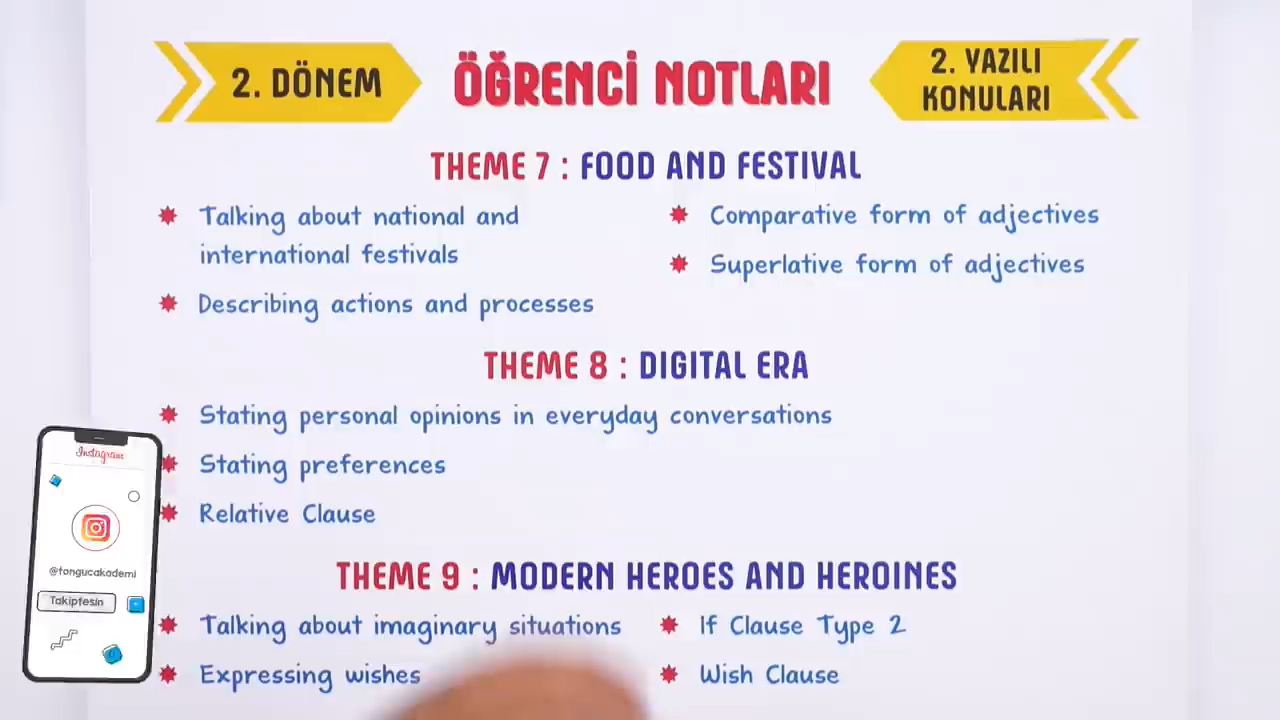 2. DÖNEM
ÖĞRENCİ NOTLARI
2. YAZILI
KONULARI
THEME 7 : FOOD AND FESTIVAL
Talking about national and
international festivals
Describing actions and processes
Comparative form of adjectives
Superlative form of adjectives
THEME 8 : DIGITAL ERA
Stating personal opinions in everyday conversations
Stating preferences
Relative Clause
THEME 9 : MODERN HEROES AND HEROINES
Talking about imaginary situations
Expressing wishes
If Clause Type 2
Wish Clause
Instagram
@tongucakademi
Takiptesin